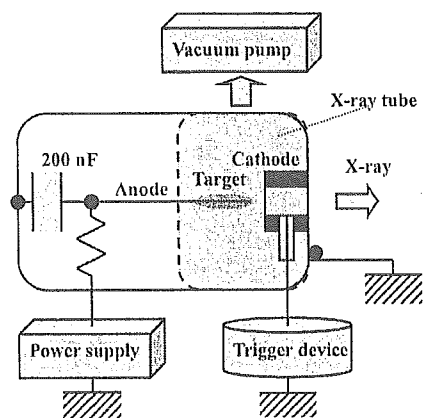 Vacuum pump
X-ray tube
200 nF
Cathode
X-ray
Anode
Target
Power supply
Trigger device